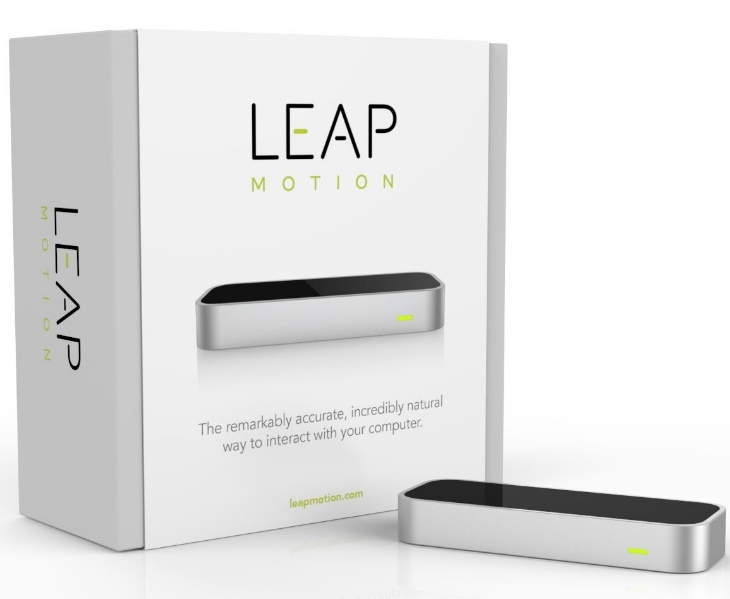 LEAP
MOTION
LEAP
MOTION
The remarkably accurate, incredibly natural
way to interact with your computer.
leapmotion.com